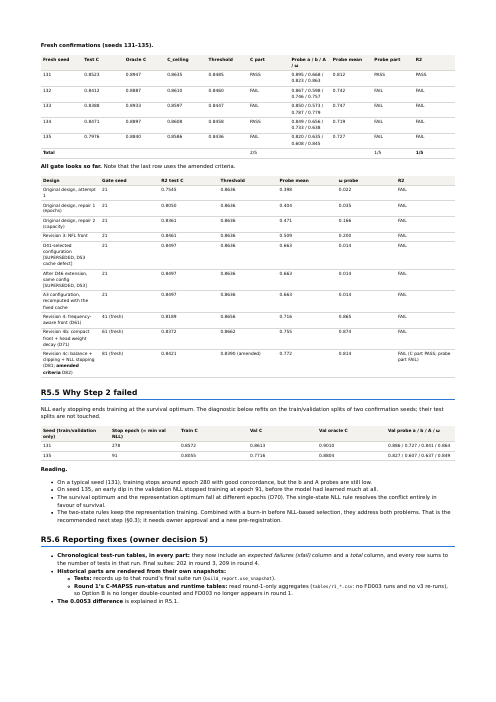 Fresh confirmations (seeds 131–135).
Fresh seed Test C Oracle C C_ceiling Threshold C part Probe a / b / A / ω Probe mean Probe part R2
131 0.8523 0.8947 0.8635 0.8485 PASS 0.895 / 0.668 / 0.823 / 0.863 0.812 PASS PASS
132 0.8412 0.8887 0.8610 0.8460 FAIL 0.867 / 0.598 / 0.746 / 0.757 0.742 FAIL FAIL
133 0.8388 0.8933 0.8597 0.8447 FAIL 0.850 / 0.573 / 0.787 / 0.779 0.747 FAIL FAIL
134 0.8471 0.8897 0.8608 0.8458 PASS 0.849 / 0.656 / 0.733 / 0.638 0.719 FAIL FAIL
135 0.7976 0.8840 0.8586 0.8436 FAIL 0.820 / 0.635 / 0.608 / 0.845 0.727 FAIL FAIL
Total 2/5 1/5 1/5
All gate looks so far. Note that the last row uses the amended criteria.
Design Gate seed R2 test C Threshold Probe mean ω probe R2
Original design, attempt 1 21 0.7545 0.8636 0.398 0.022 FAIL
Original design, repair 1 (epochs) 21 0.8050 0.8636 0.404 0.035 FAIL
Original design, repair 2 (capacity) 21 0.8361 0.8636 0.471 0.166 FAIL
Revision 3: NFL front 21 0.8461 0.8636 0.509 0.200 FAIL
D41-selected configuration [SUPERSEDED, D53 cache defect] 21 0.8497 0.8636 0.663 0.014 FAIL
After D46 extension, same config [SUPERSEDED, D53] 21 0.8497 0.8636 0.663 0.014 FAIL
A3 configuration, recomputed with the fixed cache 21 0.8497 0.8636 0.663 0.014 FAIL
Revision 4: frequency-aware front (D61) 41 (fresh) 0.8189 0.8656 0.716 0.865 FAIL
Revision 4b: compact front + head weight decay (D71) 61 (fresh) 0.8372 0.8662 0.755 0.874 FAIL
Revision 4c: balance + clipping + NLL stopping (D81; amended criteria D82) 81 (fresh) 0.8421 0.8390 (amended) 0.772 0.814 FAIL (C part PASS; probe part FAIL)
R5.5 Why Step 2 failed
NLL early stopping ends training at the survival optimum. The diagnostic below refits on the train/validation splits of two confirmation seeds; their test
splits are not touched.
Seed (train/validation only) Stop epoch (= min val NLL) Train C Val C Val oracle C Val probe a / b / A / ω
131 278 0.8572 0.8613 0.9010 0.886 / 0.727 / 0.841 / 0.864
135 91 0.8055 0.7716 0.8804 0.827 / 0.607 / 0.637 / 0.849
Reading.
• On a typical seed (131), training stops around epoch 280 with good concordance, but the b and A probes are still low.
• On seed 135, an early dip in the validation NLL stopped training at epoch 91, before the model had learned much at all.
• The survival optimum and the representation optimum fall at different epochs (D70). The single-state NLL rule resolves the conflict entirely in
favour of survival.
• The two-state rules keep the representation training. Combined with a burn-in before NLL-based selection, they address both problems. That is the
recommended next step (§0.3); it needs owner approval and a new pre-registration.
R5.6 Reporting fixes (owner decision 5)
• Chronological test-run tables, in every part: they now include an expected failures (xfail) column and a total column, and every row sums to
the number of tests in that run. Final suites: 202 in round 3, 209 in round 4.
• Historical parts are rendered from their own snapshots:
• Tests: records up to that round's final suite run (build_report.use_snapshot).
• Round 1's C-MAPSS run-status and runtime tables: read round-1-only aggregates (tables/r1_*.csv: no FD003 runs and no v3 re-runs),
so Option B is no longer double-counted and FD003 no longer appears in round 1.
• The 0.0053 difference is explained in R5.1.